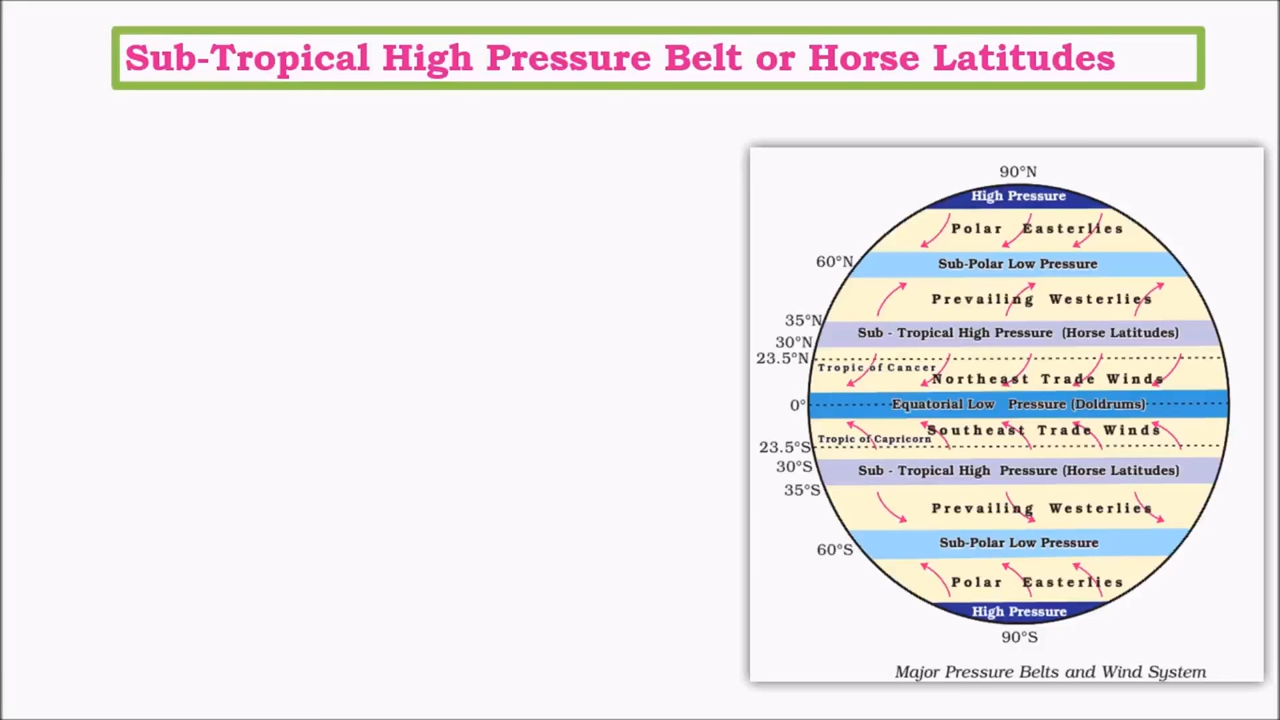 Sub-Tropical High Pressure Belt or Horse Latitudes
90°N
High Pressure
Polar Easterlies
60°N
Sub-Polar Low Pressure
Prevailing Westerlies
35°N
Sub - Tropical High Pressure (Horse Latitudes)
30°N
23.5°N
Tropic of Cancer
Northeast Trade Winds
0°
Equatorial Low Pressure (Doldrums)
Southeast Trade Winds
Tropic of Capricorn
23.5°S
30°S
Sub - Tropical High Pressure (Horse Latitudes)
35°S
Prevailing Westerlies
60°S
Sub-Polar Low Pressure
Polar Easterlies
High Pressure
90°S
Major Pressure Belts and Wind System